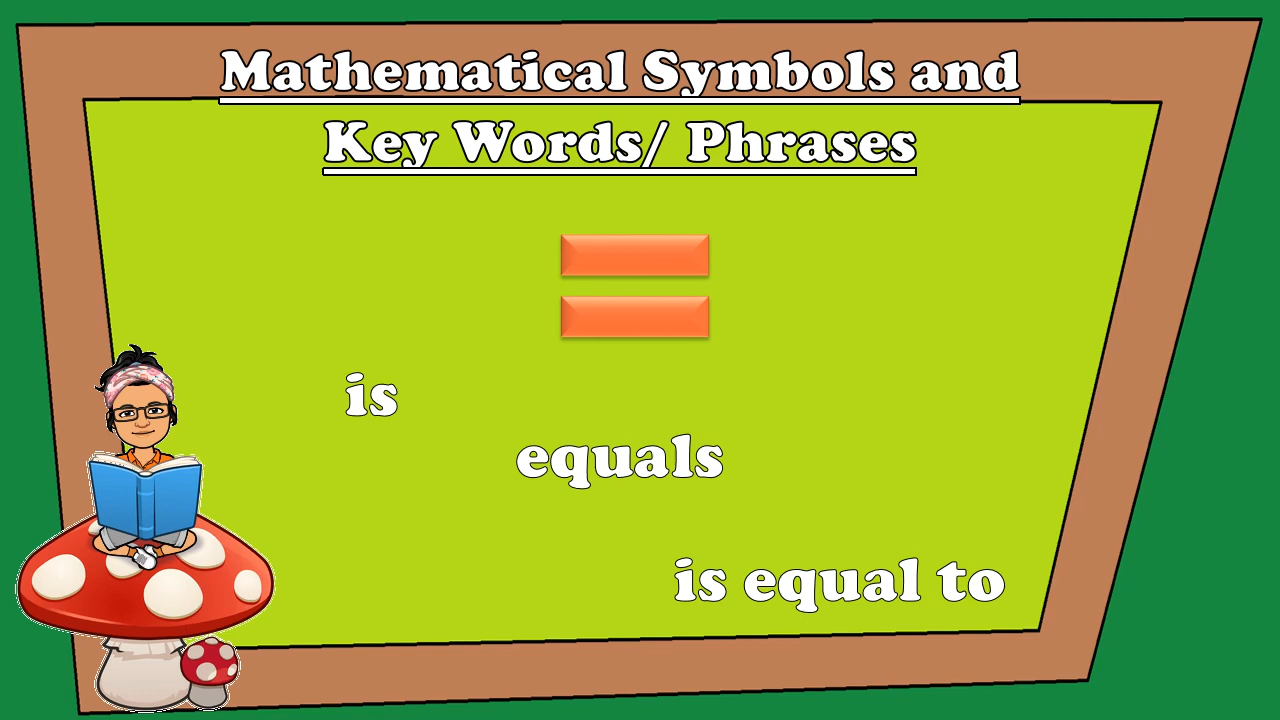 Mathematical Symbols and
Key Words/ Phrases
=
is
equals
is equal to